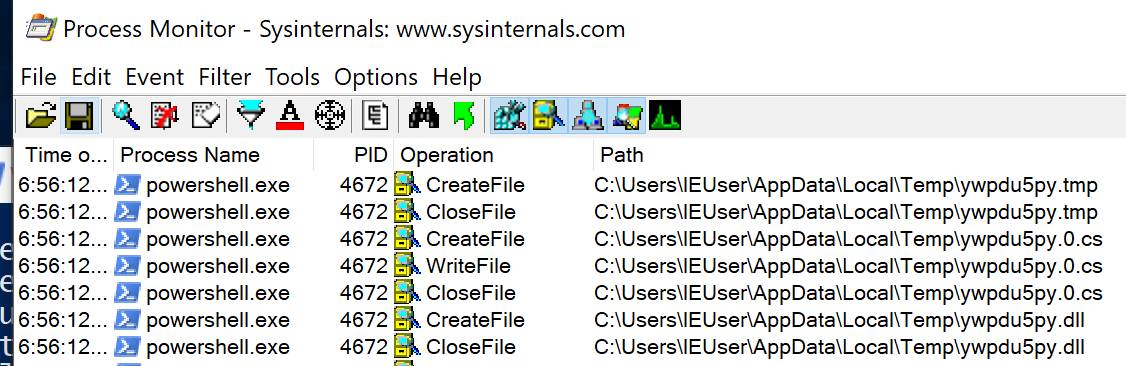 Process Monitor - Sysinternals: www.sysinternals.com
File Edit Event Filter Tools Options Help
Time o... Process Name PID Operation Path
6:56:12... powershell.exe 4672 CreateFile C:\Users\IEUser\AppData\Local\Temp\ywpdu5py.tmp
6:56:12... powershell.exe 4672 CloseFile C:\Users\IEUser\AppData\Local\Temp\ywpdu5py.tmp
6:56:12... powershell.exe 4672 CreateFile C:\Users\IEUser\AppData\Local\Temp\ywpdu5py.0.cs
6:56:12... powershell.exe 4672 WriteFile C:\Users\IEUser\AppData\Local\Temp\ywpdu5py.0.cs
6:56:12... powershell.exe 4672 CloseFile C:\Users\IEUser\AppData\Local\Temp\ywpdu5py.0.cs
6:56:12... powershell.exe 4672 CreateFile C:\Users\IEUser\AppData\Local\Temp\ywpdu5py.dll
6:56:12... powershell.exe 4672 CloseFile C:\Users\IEUser\AppData\Local\Temp\ywpdu5py.dll